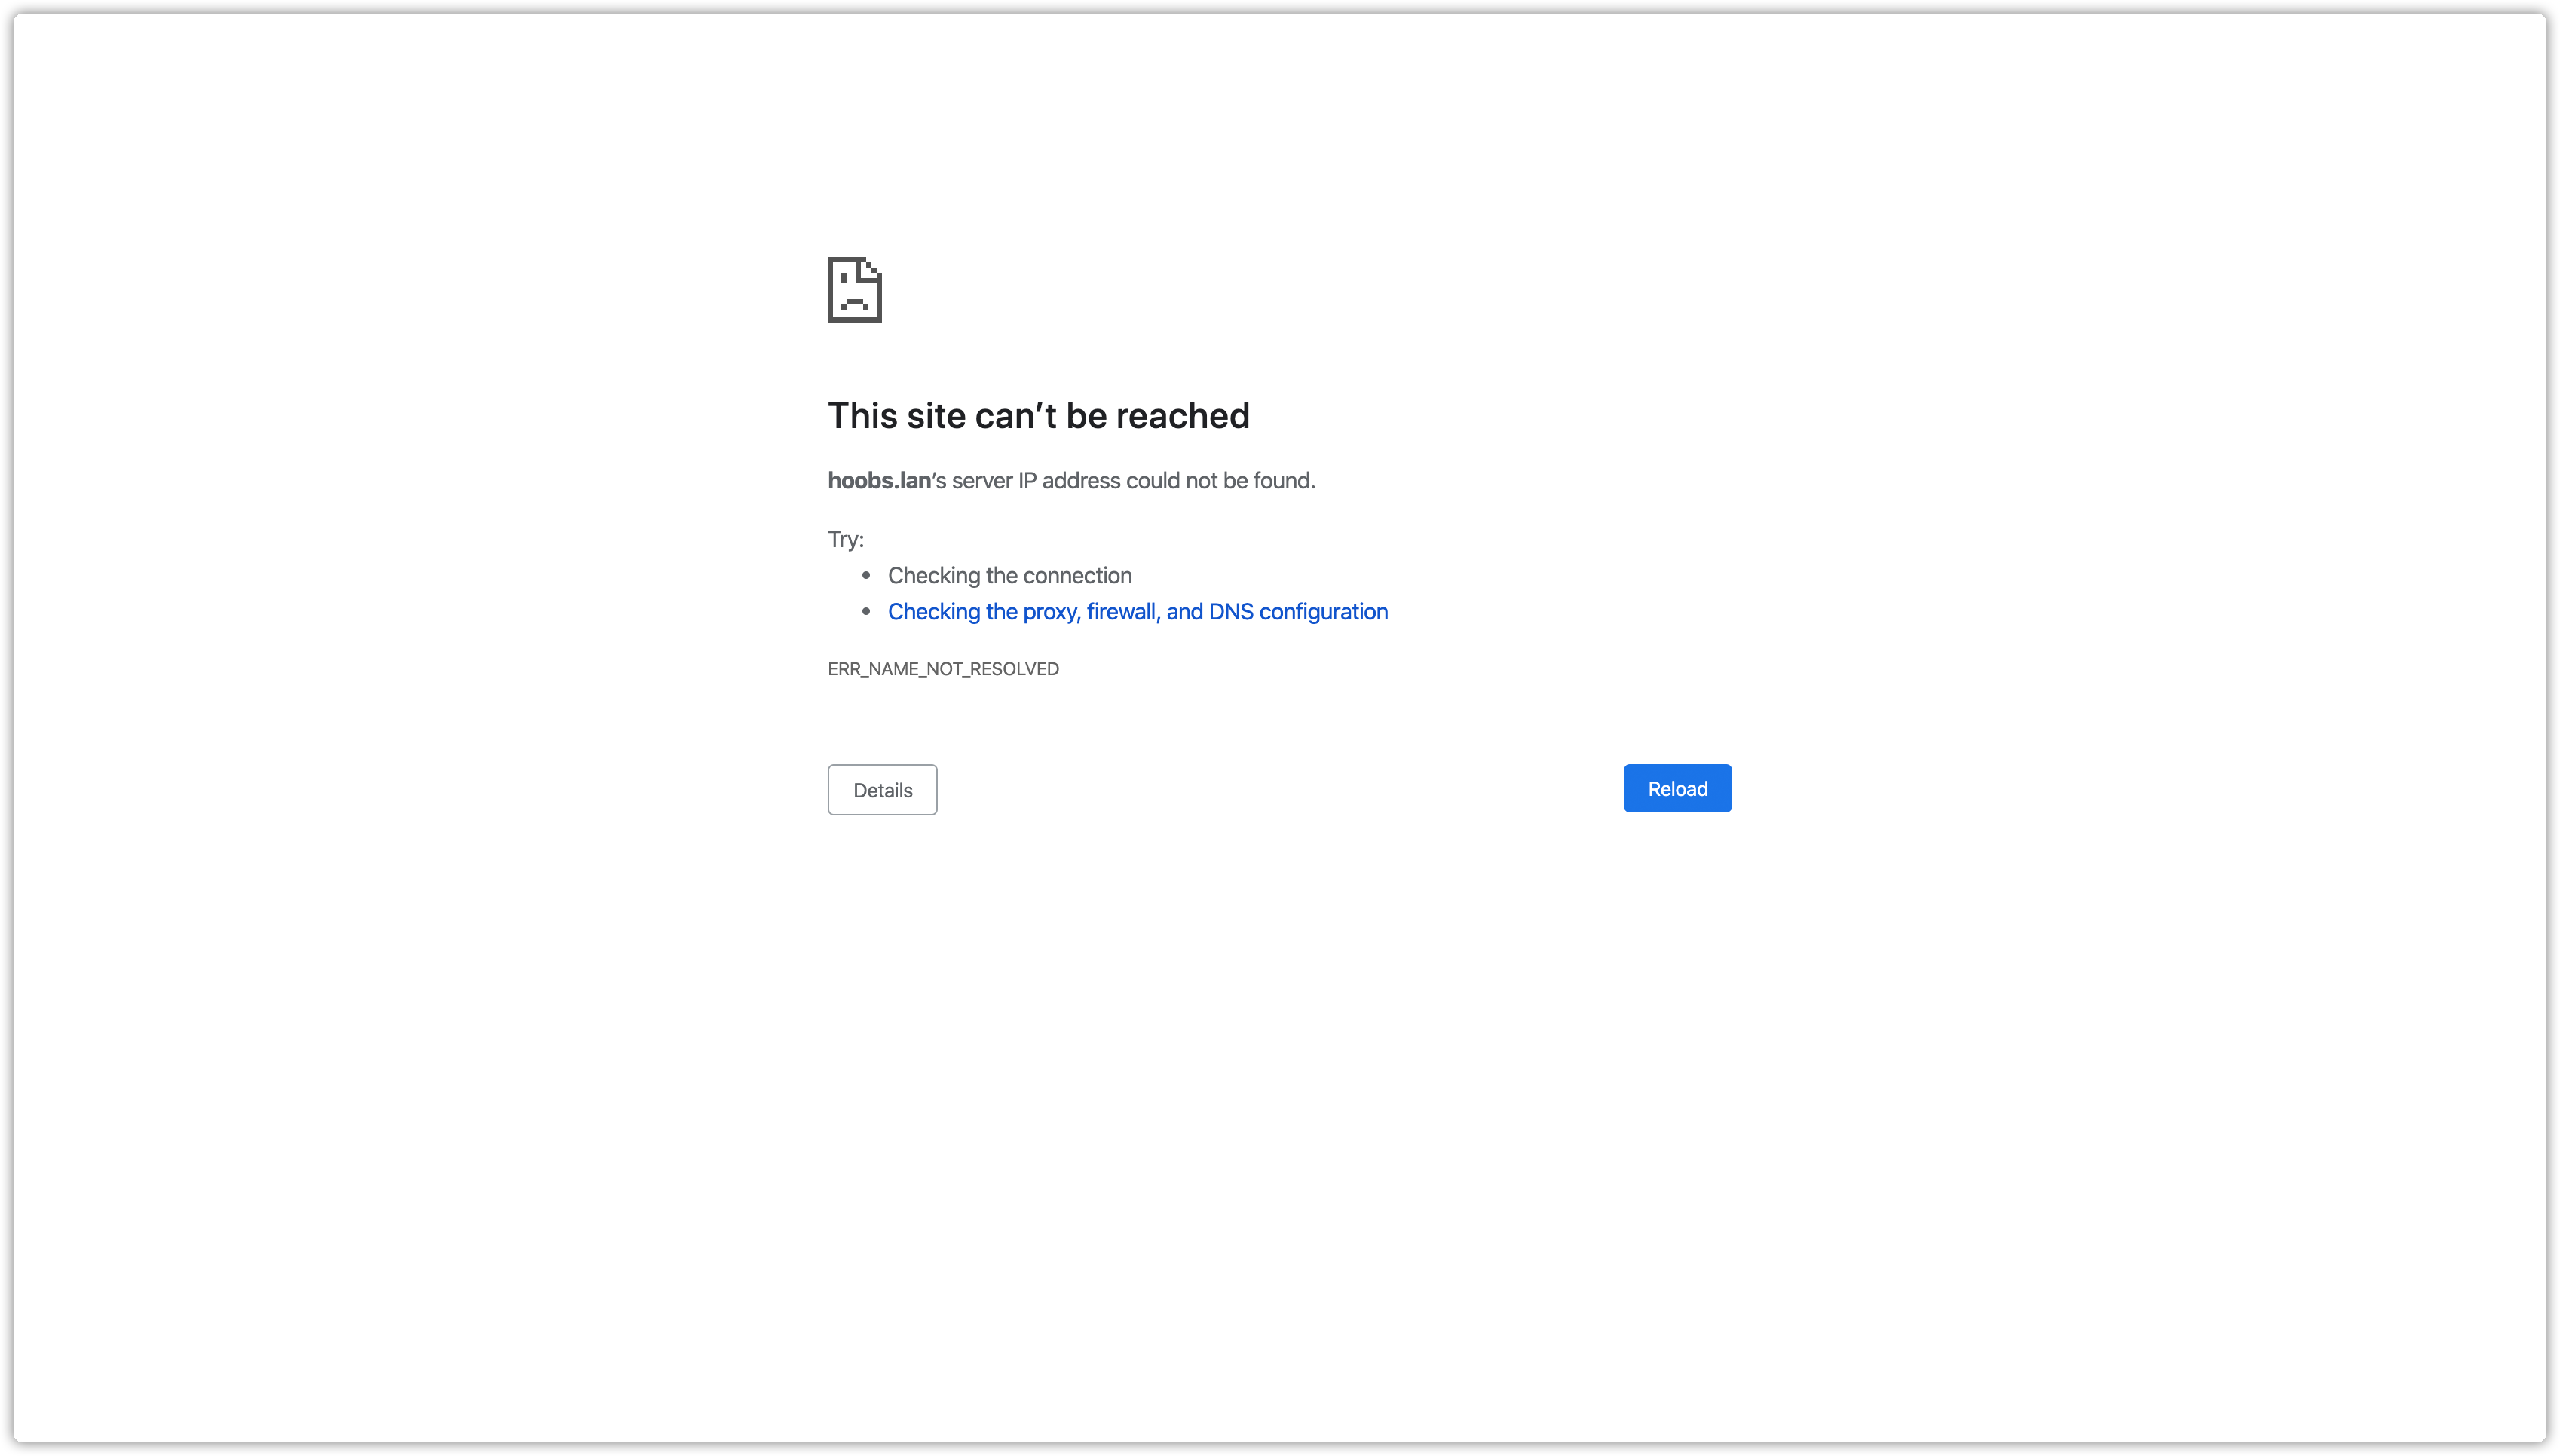 This site can’t be reached
hoobs.lan’s server IP address could not be found.
Try:
• Checking the connection
• Checking the proxy, firewall, and DNS configuration
ERR_NAME_NOT_RESOLVED
Details
Reload